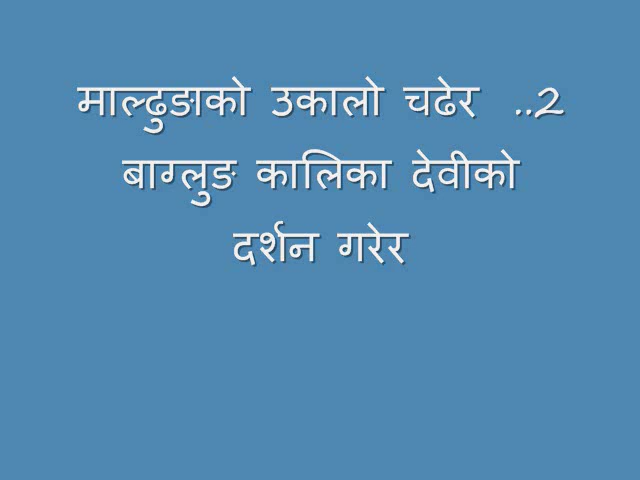 माल्ढुङाको उकालो चढेर ..2
बाग्लुङ कालिका देवीको
दर्शन गरेर